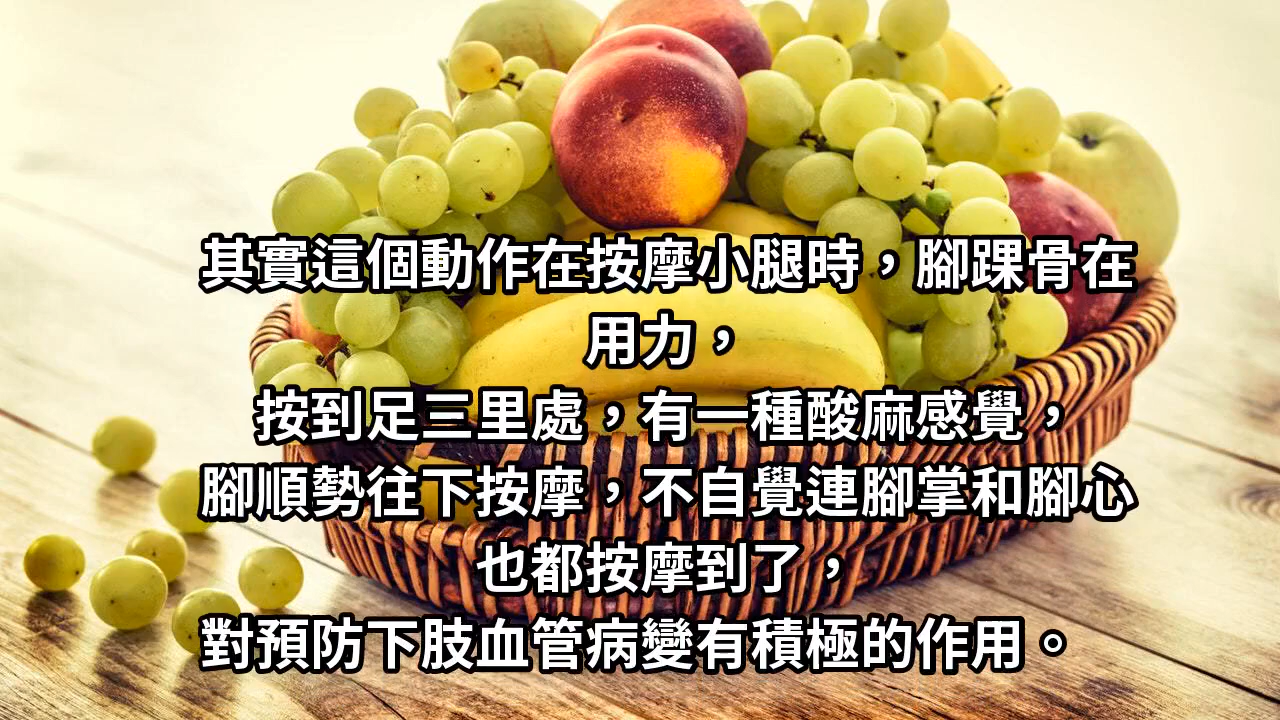 其實這個動作在按摩小腿時，腳踝骨在
用力，
按到足三里處，有一種酸麻感覺，
腳順勢往下按摩，不自覺連腳掌和腳心
也都按摩到了，
對預防下肢血管病變有積極的作用。